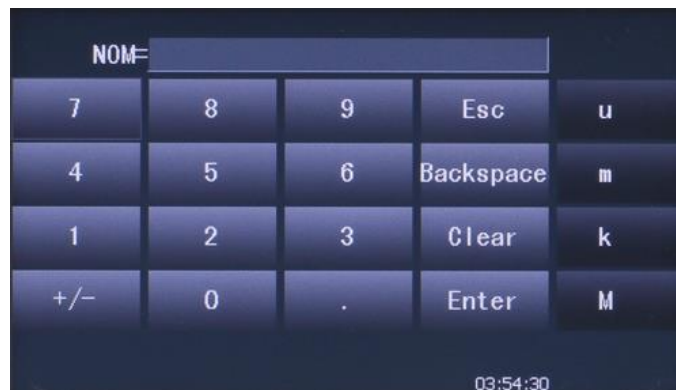 NOM=
7 8 9 Esc u
4 5 6 Backspace m
1 2 3 Clear k
+/- 0 . Enter M
03:54:30